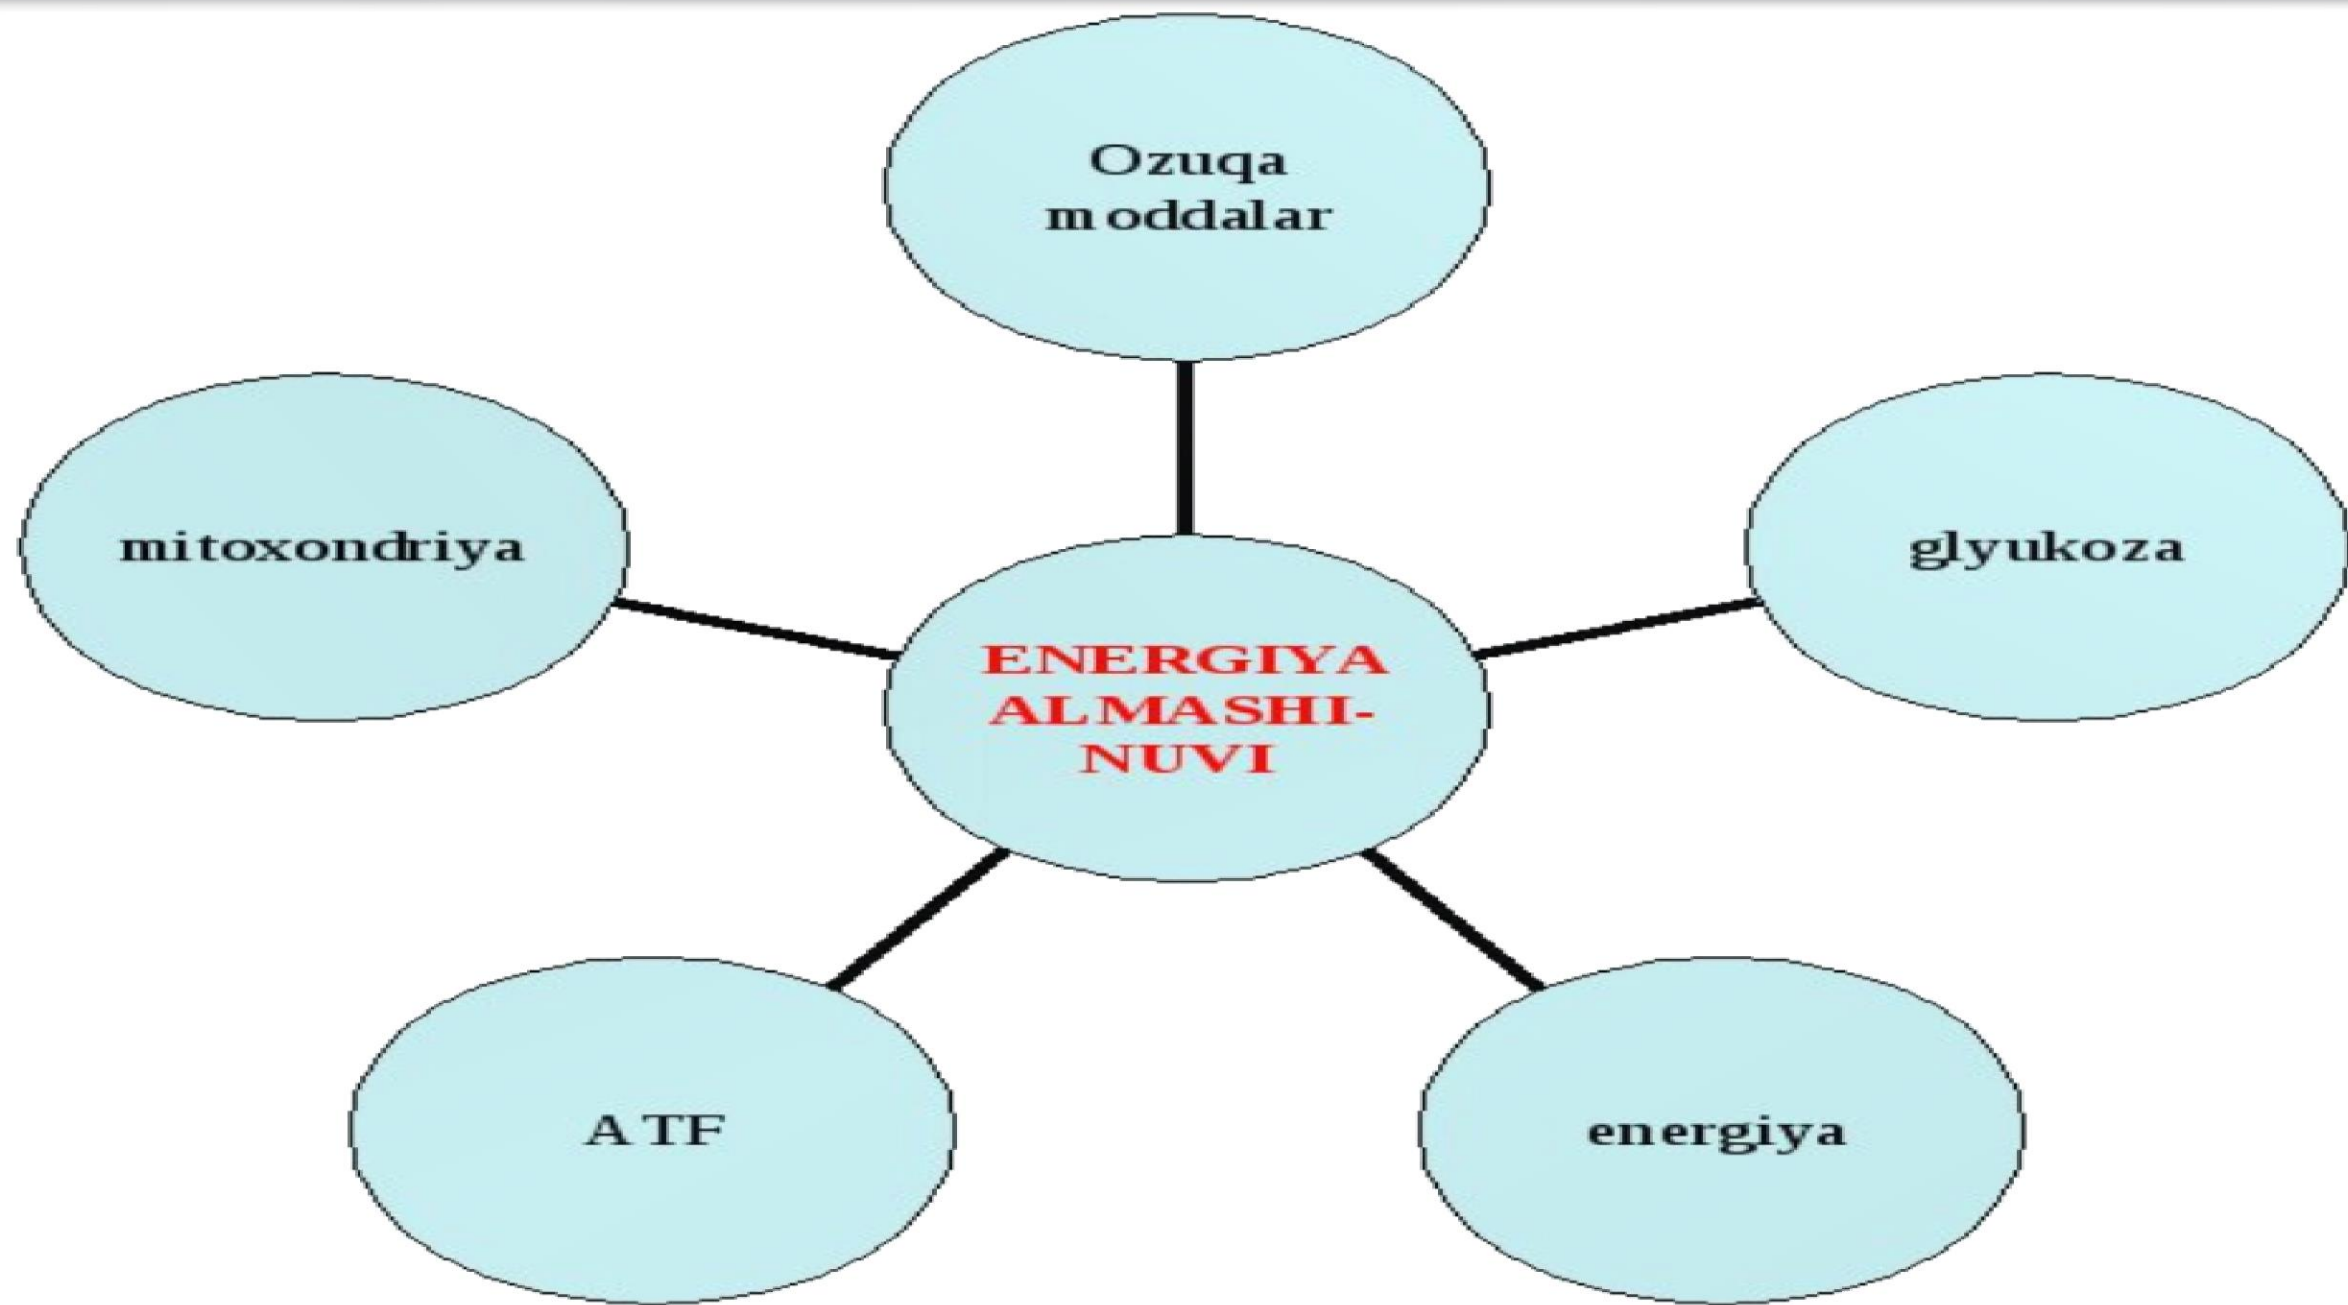 Ozuqa
moddalar
mitoxondriya
glyukoza
ENERGIYA
ALMASHI-
NUVI
ATF
energiya